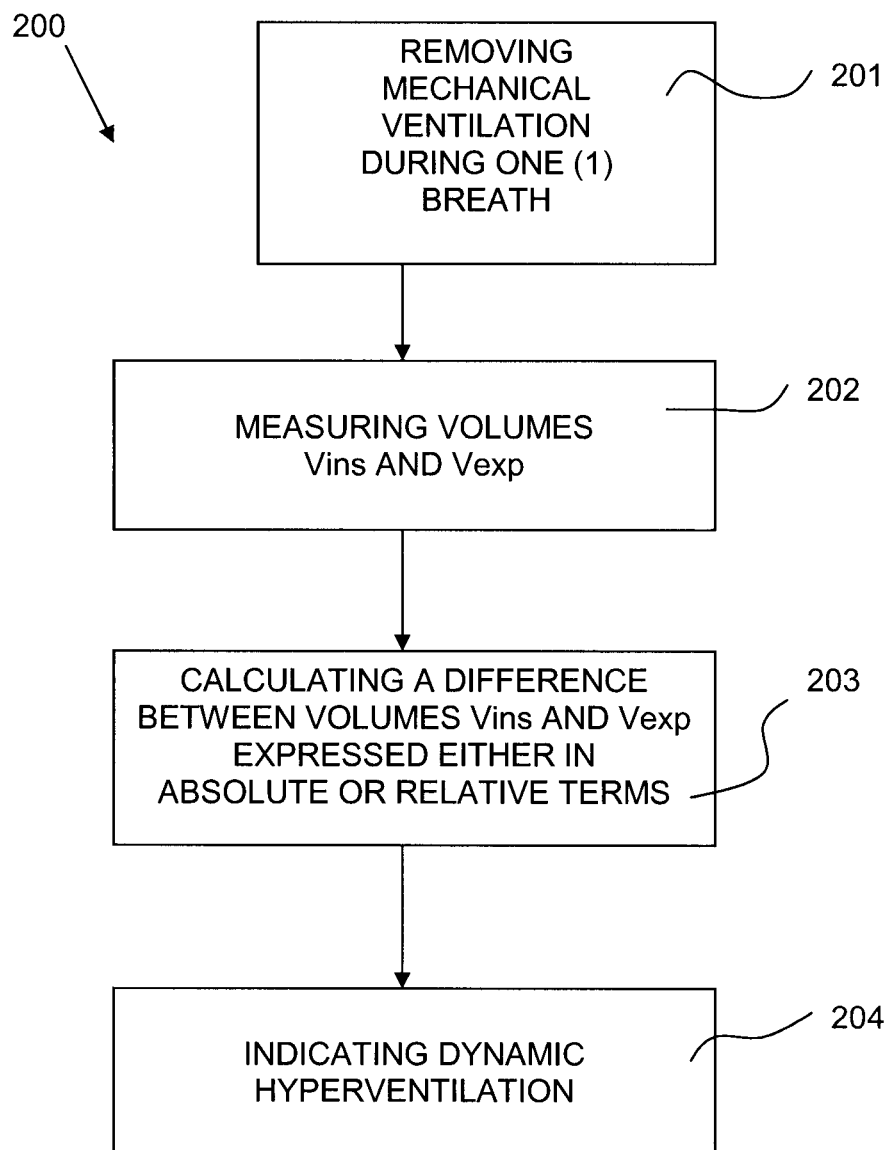 200
REMOVING
MECHANICAL
VENTILATION
DURING ONE (1)
BREATH
201
MEASURING VOLUMES
Vins AND Vexp
202
CALCULATING A DIFFERENCE
BETWEEN VOLUMES Vins AND Vexp
EXPRESSED EITHER IN
ABSOLUTE OR RELATIVE TERMS
203
INDICATING DYNAMIC
HYPERVENTILATION
204